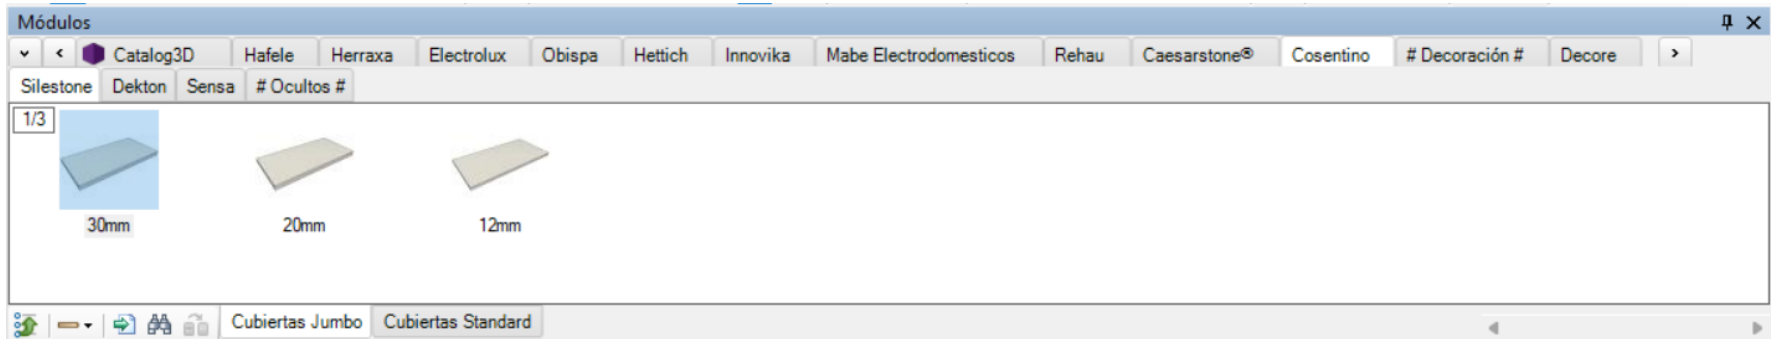 Módulos
Catalog3D Hafele Herraxa Electrolux Obispa Hettich Innovika Mabe Electrodomesticos Rehau Caesarstone® Cosentino # Decoración # Decore
Silestone Dekton Sensa # Ocultos #
1/3
30mm 20mm 12mm
Cubiertas Jumbo Cubiertas Standard